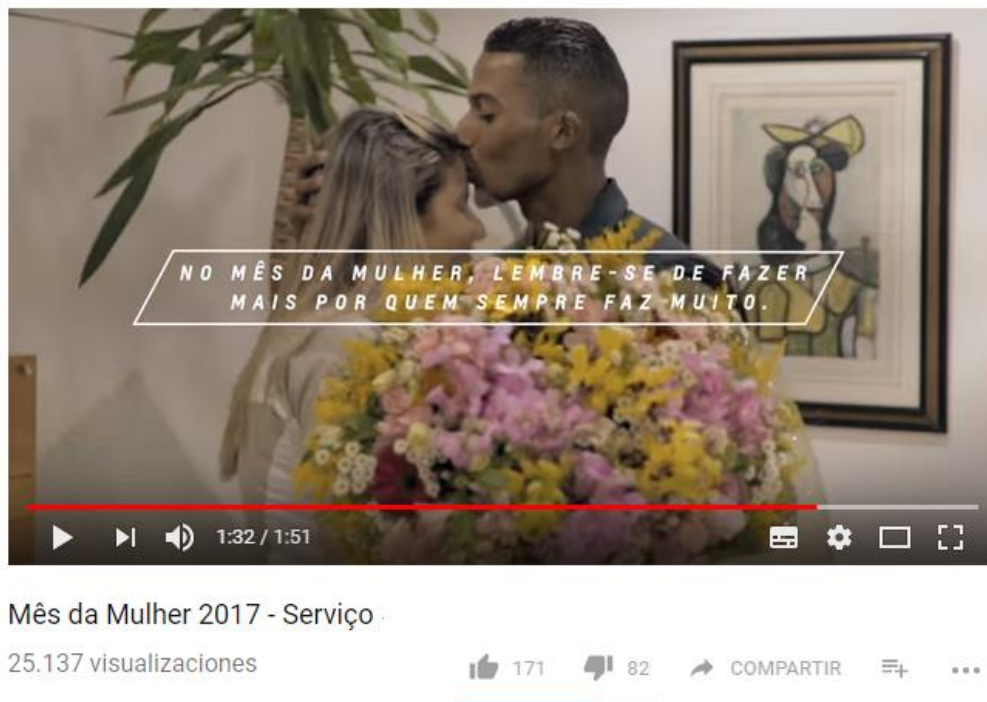 NO MÊS DA MULHER, LEMBRE-SE DE FAZER
MAIS POR QUEM SEMPRE FAZ MUITO.
1:32 / 1:51
Mês da Mulher 2017 - Serviço
25.137 visualizaciones
171
82
COMPARTIR